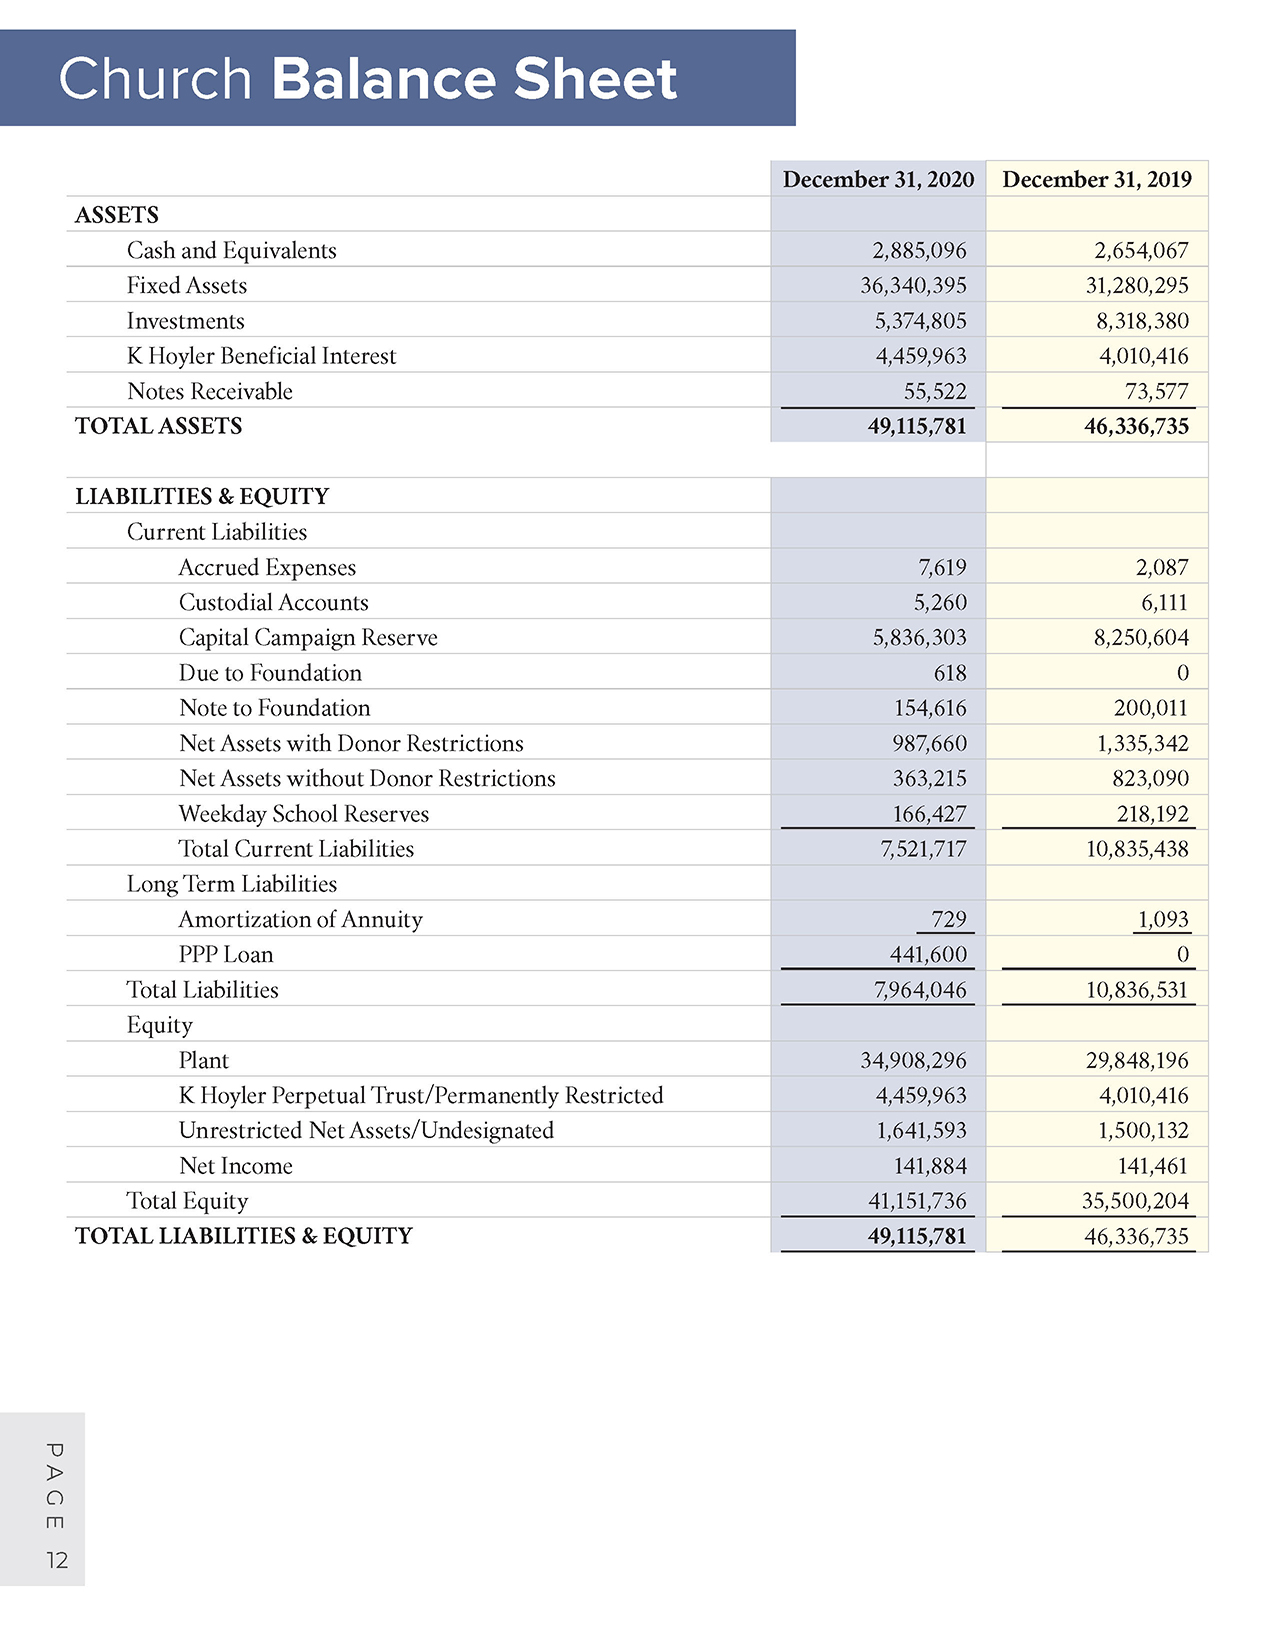 Church Balance Sheet
December 31, 2020 December 31, 2019
ASSETS
Cash and Equivalents 2,885,096 2,654,067
Fixed Assets 36,340,395 31,280,295
Investments 5,374,805 8,318,380
K Hoyler Beneficial Interest 4,459,963 4,010,416
Notes Receivable 55,522 73,577
TOTAL ASSETS 49,115,781 46,336,735
LIABILITIES & EQUITY
Current Liabilities
Accrued Expenses 7,619 2,087
Custodial Accounts 5,260 6,111
Capital Campaign Reserve 5,836,303 8,250,604
Due to Foundation 618 0
Note to Foundation 154,616 200,011
Net Assets with Donor Restrictions 987,660 1,335,342
Net Assets without Donor Restrictions 363,215 823,090
Weekday School Reserves 166,427 218,192
Total Current Liabilities 7,521,717 10,835,438
Long Term Liabilities
Amortization of Annuity 729 1,093
PPP Loan 441,600 0
Total Liabilities 7,964,046 10,836,531
Equity
Plant 34,908,296 29,848,196
K Hoyler Perpetual Trust/Permanently Restricted 4,459,963 4,010,416
Unrestricted Net Assets/Undesignated 1,641,593 1,500,132
Net Income 141,884 141,461
Total Equity 41,151,736 35,500,204
TOTAL LIABILITIES & EQUITY 49,115,781 46,336,735
PAGE
12